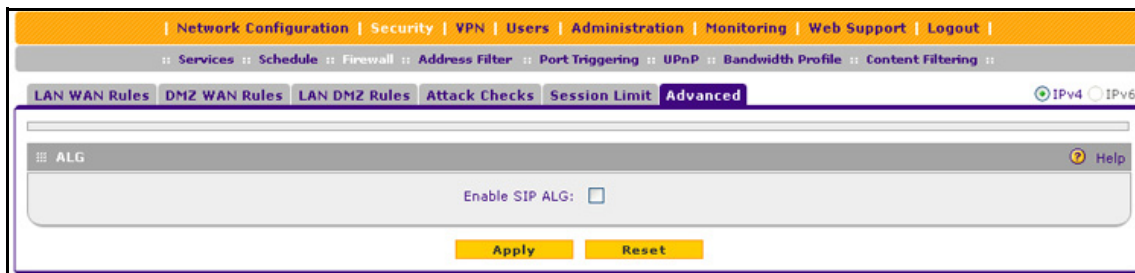 | Network Configuration | Security | VPN | Users | Administration | Monitoring | Web Support | Logout |
:: Services :: Schedule :: Firewall :: Address Filter :: Port Triggering :: UPnP :: Bandwidth Profile :: Content Filtering ::
LAN WAN Rules DMZ WAN Rules LAN DMZ Rules Attack Checks Session Limit Advanced IPv4 IPv6
ALG Help
Enable SIP ALG:
Apply Reset